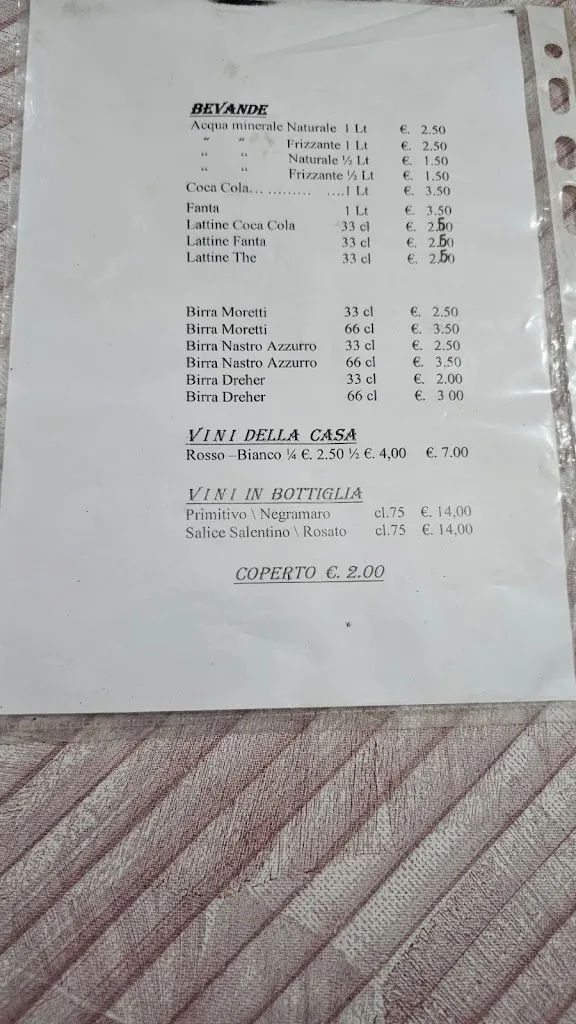 BEVANDE
Acqua minerale Naturale 1 Lt €. 2.50
“ “ Frizzante 1 Lt €. 2.50
“ “ Naturale ½ Lt €. 1.50
“ “ Frizzante ½ Lt €. 1.50
Coca Cola... ......... ....1 Lt €. 3.50
Fanta 1 Lt €. 3.50
Lattine Coca Cola 33 cl €. 2.50
Lattine Fanta 33 cl €. 2.50
Lattine The 33 cl €. 2.50
Birra Moretti 33 cl €. 2.50
Birra Moretti 66 cl €. 3.50
Birra Nastro Azzurro 33 cl €. 2.50
Birra Nastro Azzurro 66 cl €. 3.50
Birra Dreher 33 cl €. 2.00
Birra Dreher 66 cl €. 3 00
VINI DELLA CASA
Rosso –Bianco ¼ €. 2.50 ½ €. 4,00 €. 7.00
VINI IN BOTTIGLIA
Primitivo \ Negramaro cl.75 €. 14,00
Salice Salentino \ Rosato cl.75 €. 14,00
COPERTO €. 2.00